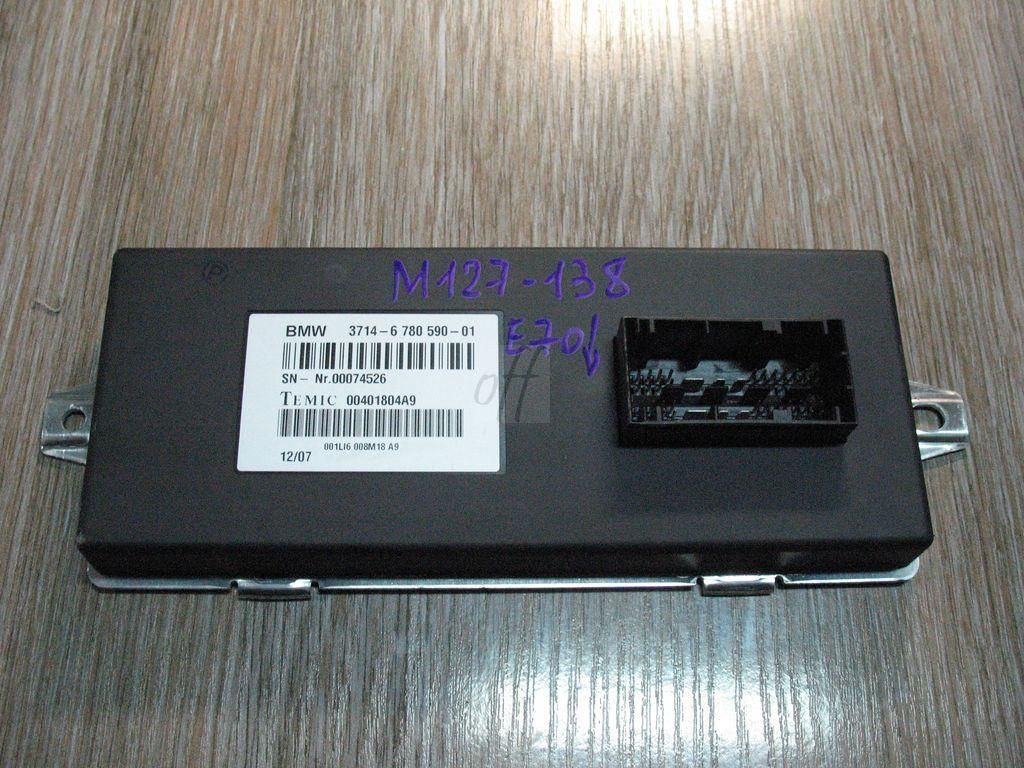 P
M127-138
E70
BMW 3714-6 780 590-01
SN- Nr.00074526
TEMIC 00401804A9
001LI6 008M18 A9
12/07
off